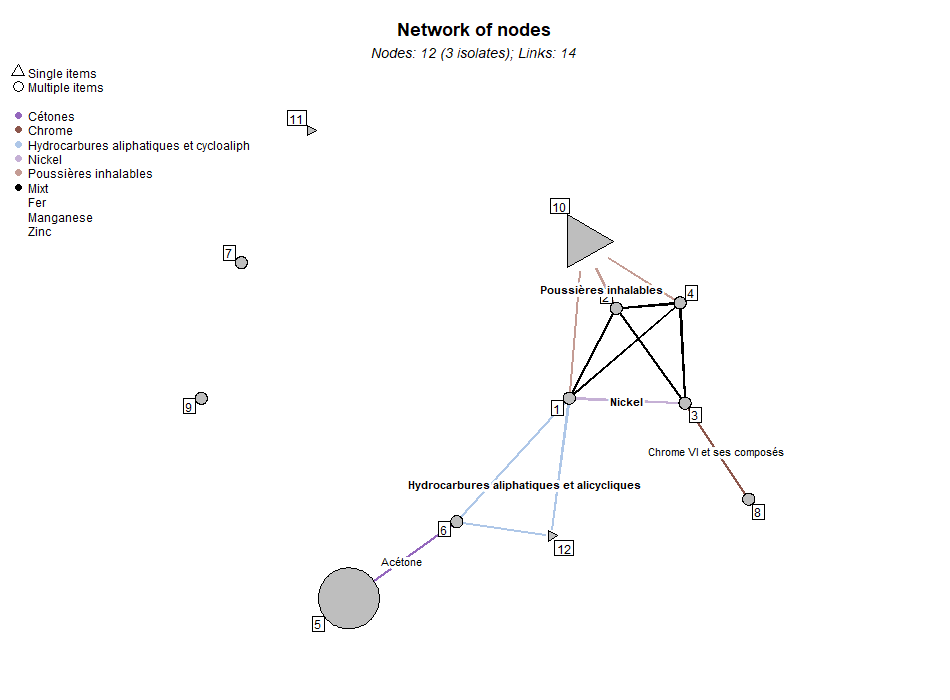 Network of nodes
Nodes: 12 (3 isolates); Links: 14
Single items
Multiple items
Cétones
Chrome
Hydrocarbures aliphatiques et cycloaliph
Nickel
Poussières inhalables
Mixt
Fer
Manganese
Zinc
11
10
7
Poussières inhalables
2
4
9
1
Nickel
3
Chrome VI et ses composés
Hydrocarbures aliphatiques et alicycliques
8
6
12
Acétone
5